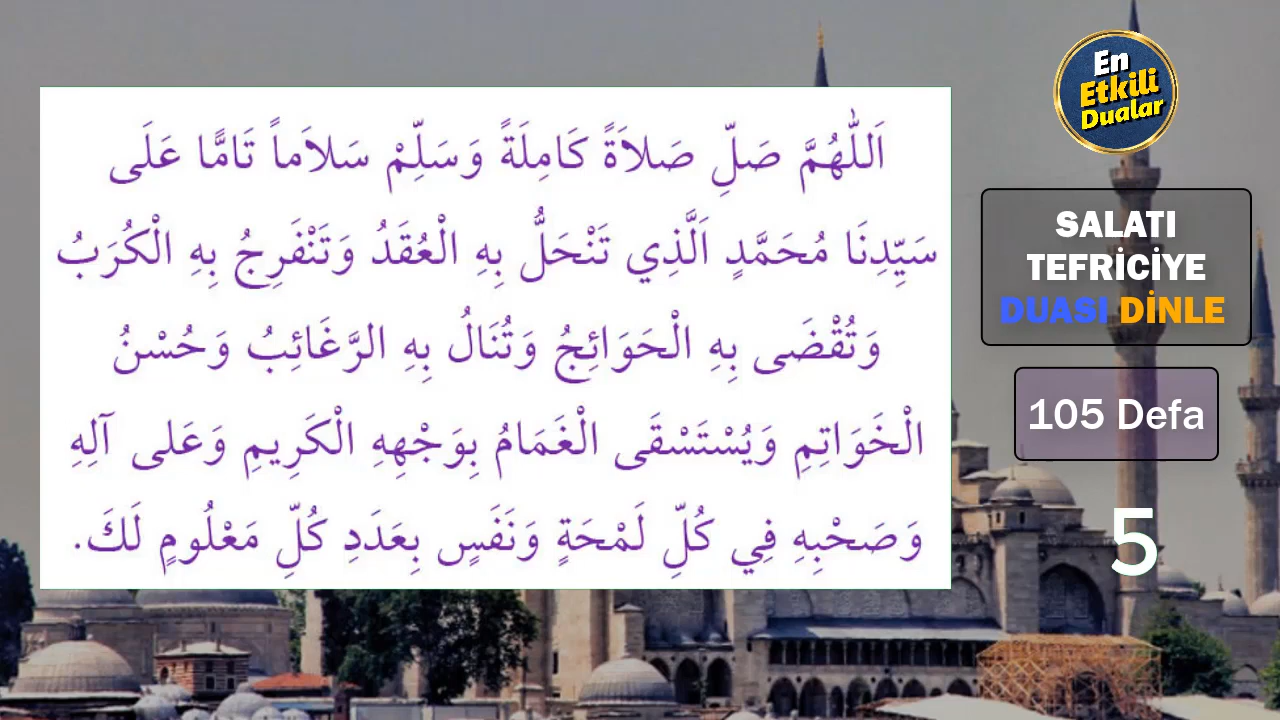 اَللّٰهُمَّ صَلِّ صَلاَةً كَامِلَةً وَسَلِّمْ سَلاَماً تَامًّا عَلَى
سَيِّدِنَا مُحَمَّدٍ اَلَّذِي تَنْحَلُّ بِهِ الْعُقَدُ وَتَنْفَرِجُ بِهِ الْكُرَبُ
وَتُقْضَى بِهِ الْحَوَائِجُ وَتُنَالُ بِهِ الرَّغَائِبُ وَحُسْنُ
الْخَوَاتِمِ وَيُسْتَسْقَى الْغَمَامُ بِوَجْهِهِ الْكَرِيمِ وَعَلى آلِهِ
وَصَحْبِهِ فِي كُلِّ لَمْحَةٍ وَنَفَسٍ بِعَدَدِ كُلِّ مَعْلُومٍ لَكَ.
En
Etkili
Dualar
SALATI
TEFRİCİYE
DUASI DİNLE
105 Defa
5